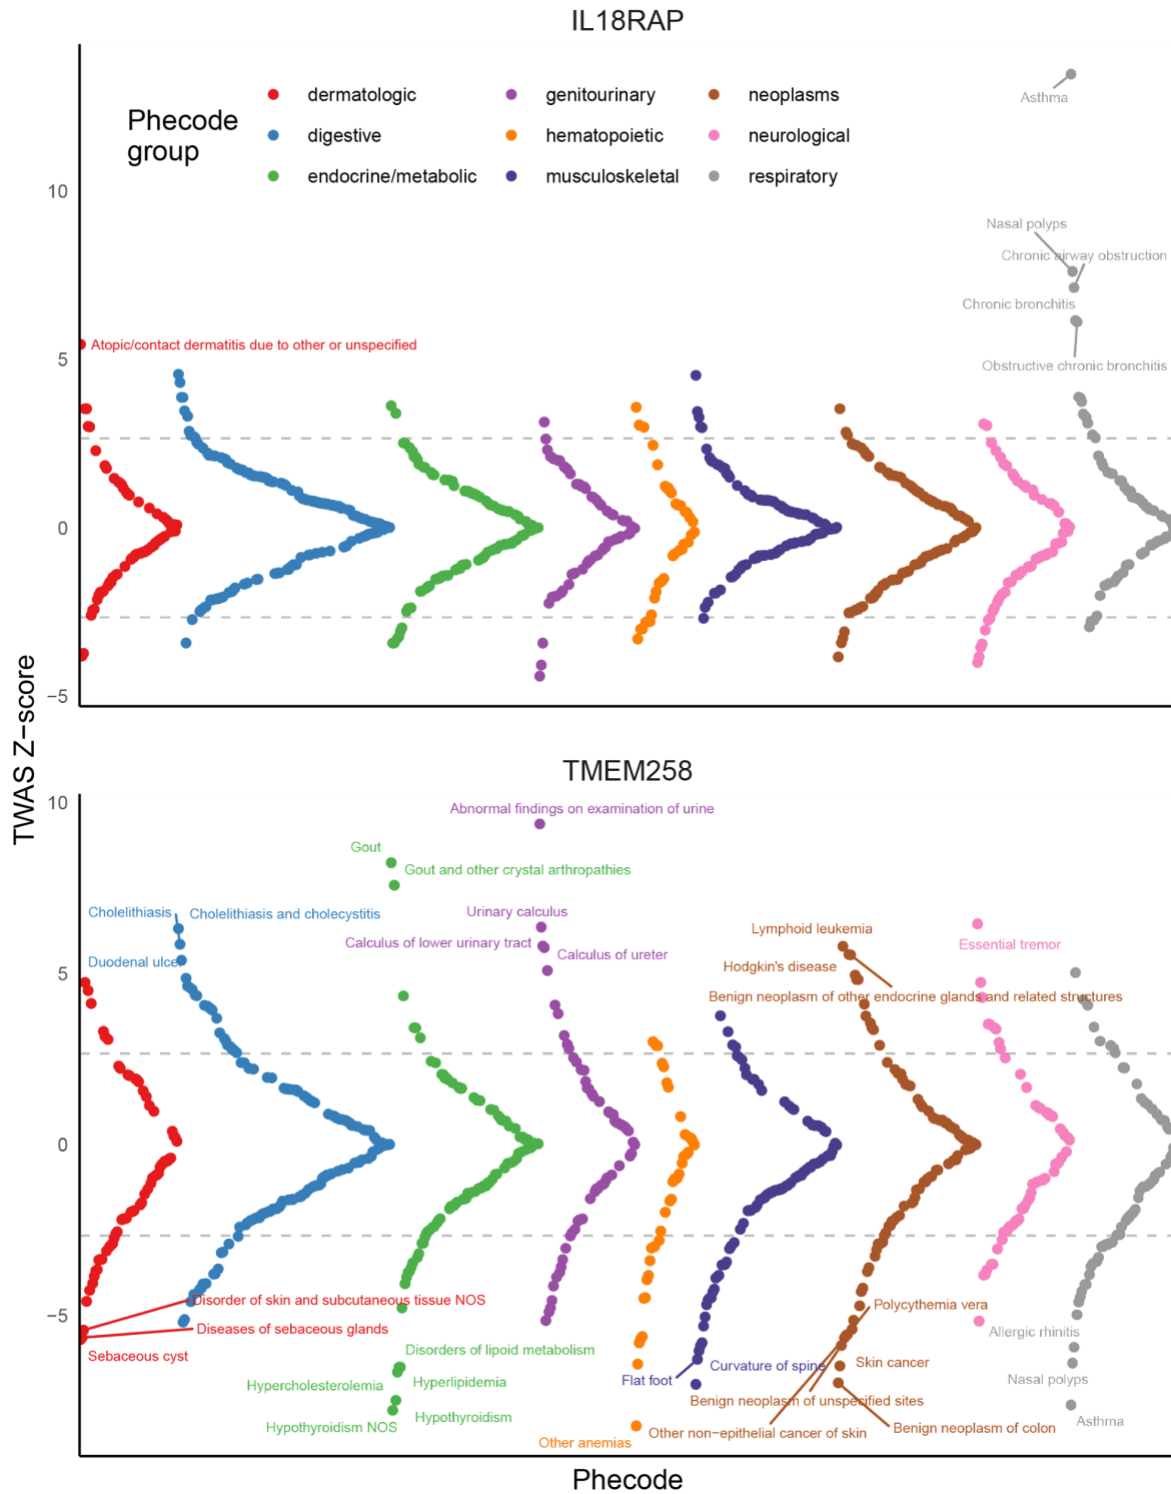 IL18RAP
Phecode
group
dermatologic
digestive
endocrine/metabolic
genitourinary
hematopoietic
musculoskeletal
neoplasms
neurological
respiratory
Asthma
Nasal polyps
Chronic airway obstruction
Chronic bronchitis
Obstructive chronic bronchitis
Atopic/contact dermatitis due to other or unspecified
10
5
0
−5
TWAS Z−score
TMEM258
10
5
0
−5
Abnormal findings on examination of urine
Gout
Gout and other crystal arthropathies
Cholelithiasis
Cholelithiasis and cholecystitis
Duodenal ulcer
Urinary calculus
Calculus of lower urinary tract
Calculus of ureter
Lymphoid leukemia
Hodgkin's disease
Benign neoplasm of other endocrine glands and related structures
Essential tremor
Disorder of skin and subcutaneous tissue NOS
Diseases of sebaceous glands
Sebaceous cyst
Disorders of lipoid metabolism
Hypercholesterolemia
Hyperlipidemia
Hypothyroidism NOS
Hypothyroidism
Other anemias
Flat foot
Curvature of spine
Polycythemia vera
Skin cancer
Benign neoplasm of unspecified sites
Other non−epithelial cancer of skin
Benign neoplasm of colon
Allergic rhinitis
Nasal polyps
Asthma
Phecode